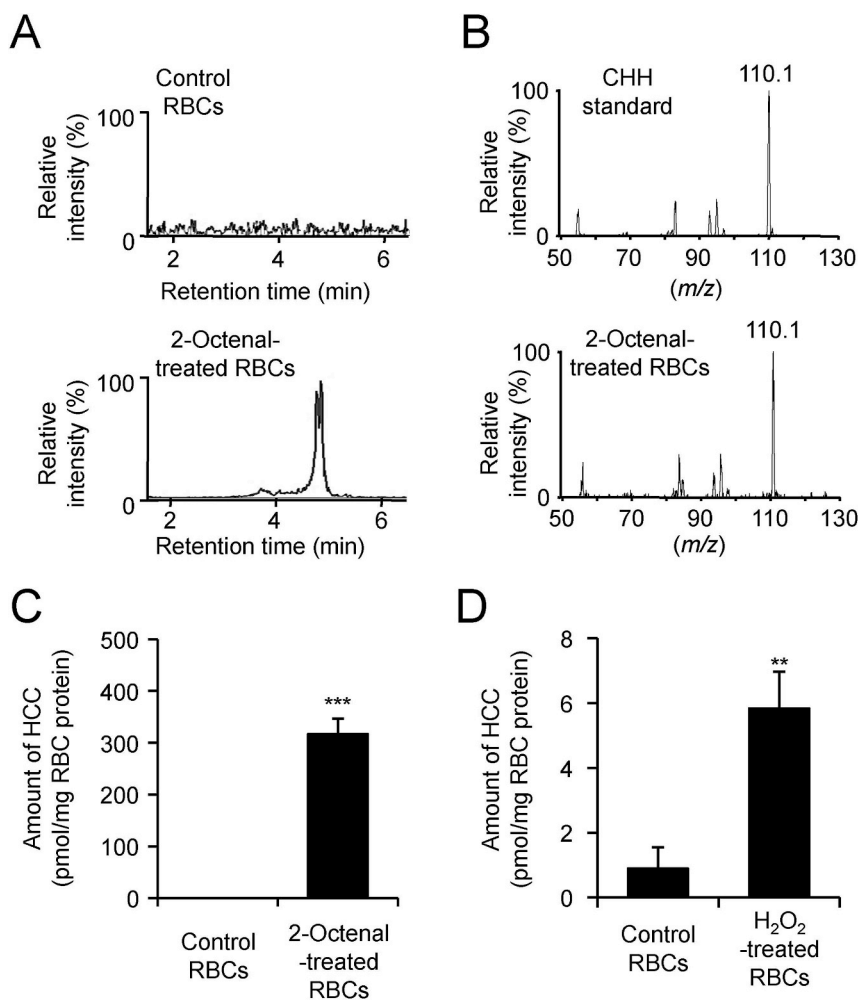 A
Control
RBCs
100
0
Relative
intensity (%)
2
4
6
Retention time (min)
2-Octenal-
treated RBCs
100
0
Relative
intensity (%)
2
4
6
Retention time (min)
B
CHH
standard
110.1
100
0
Relative
intensity (%)
50
70
90
110
130
(m/z)
2-Octenal-
treated RBCs
110.1
100
0
Relative
intensity (%)
50
70
90
110
130
(m/z)
C
500
400
300
200
100
0
Amount of HCC
(pmol/mg RBC protein)
***
Control
RBCs
2-Octenal
-treated
RBCs
D
8
6
4
2
0
Amount of HCC
(pmol/mg RBC protein)
**
Control
RBCs
H₂O₂
-treated
RBCs